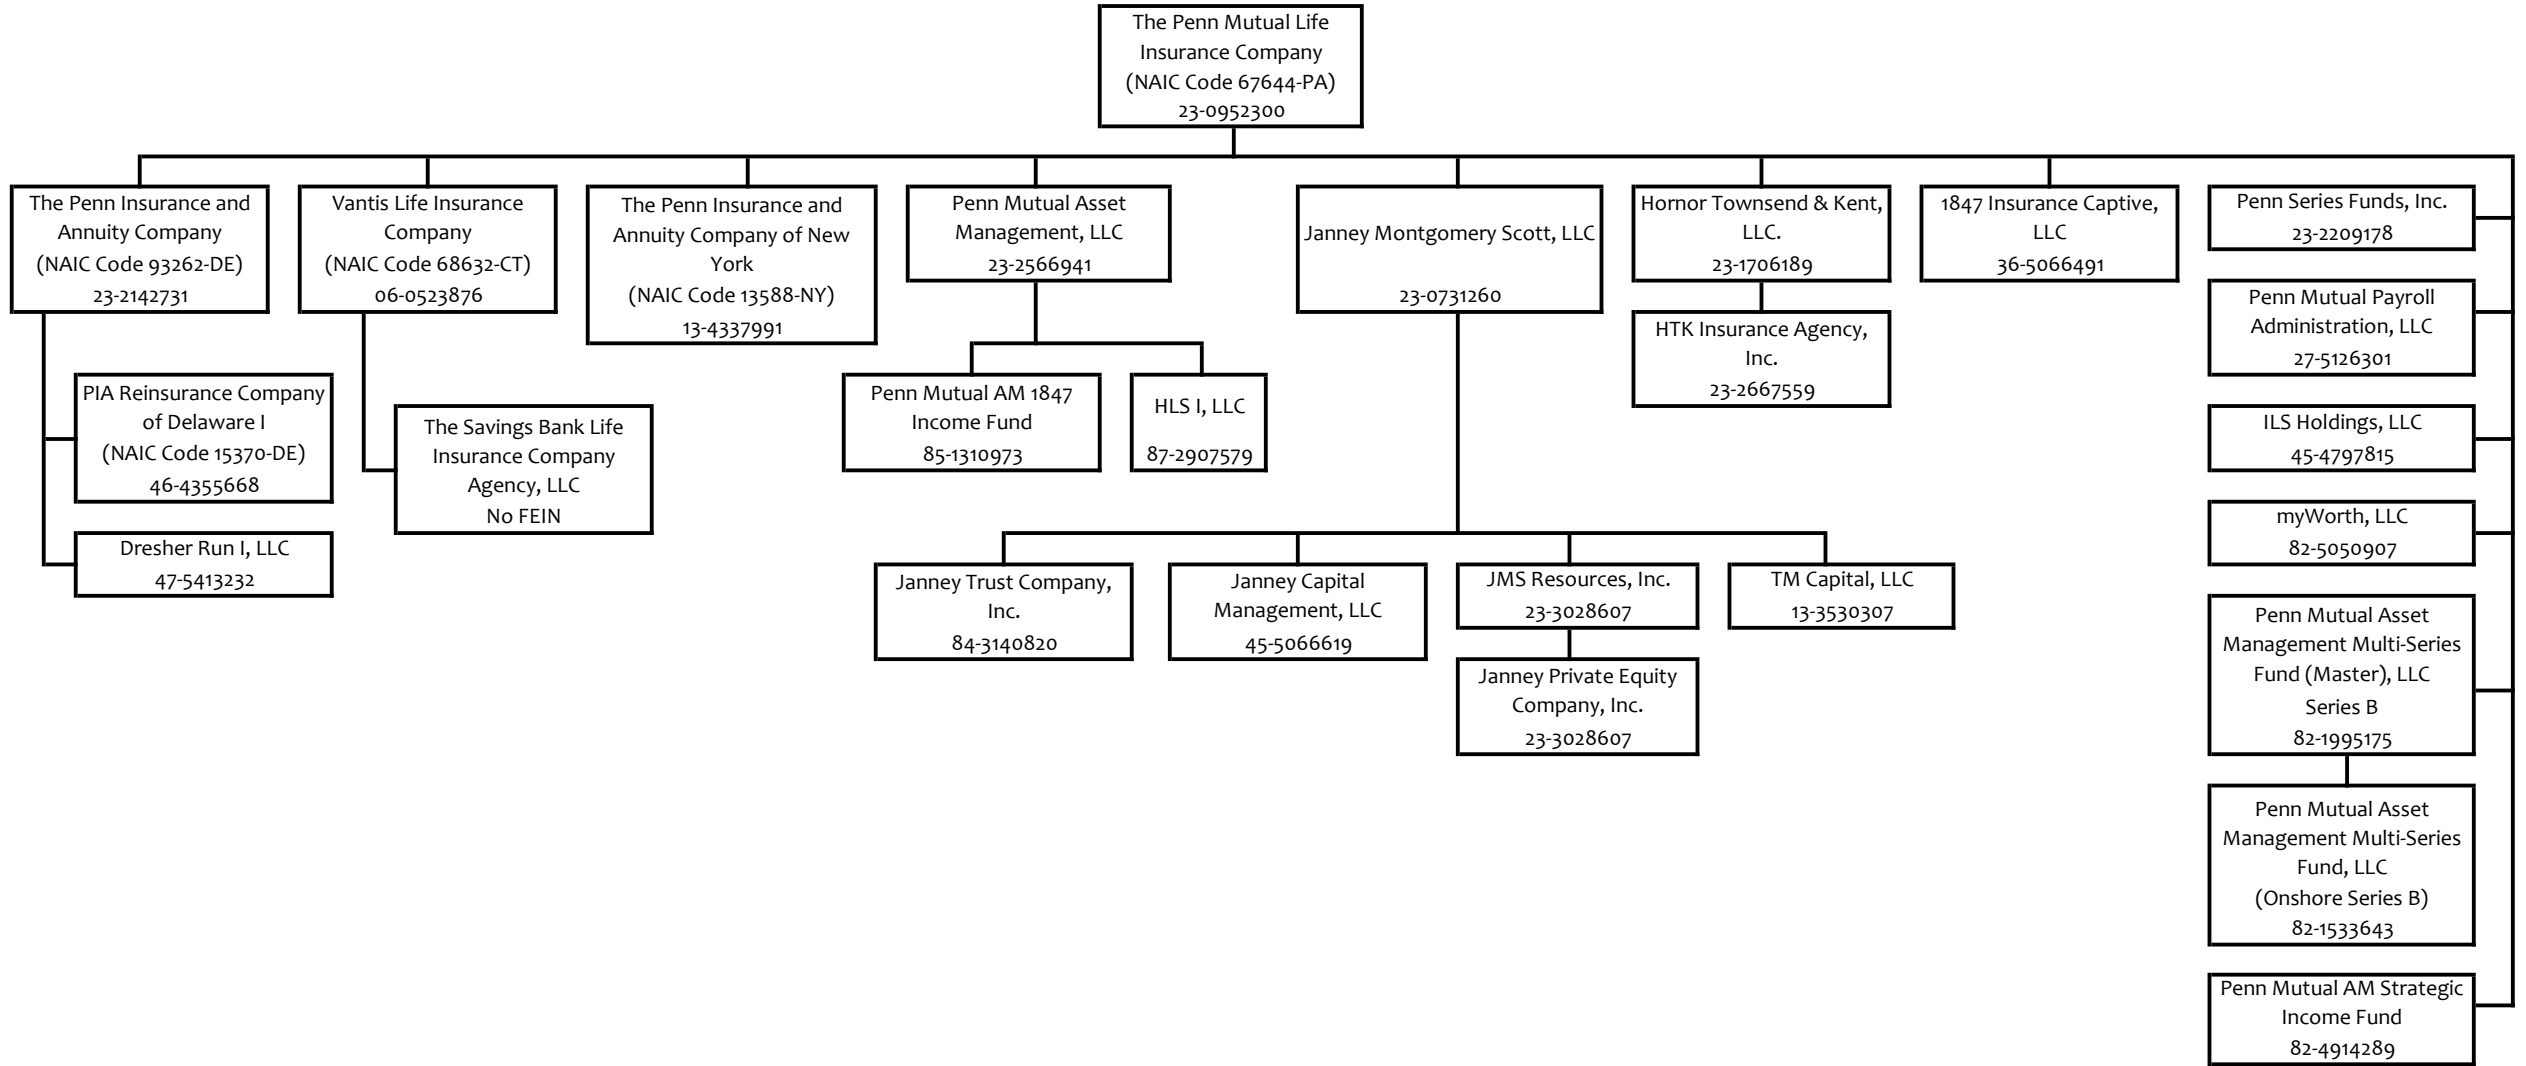 The Penn Mutual Life
Insurance Company
(NAIC Code 67644-PA)
23-0952300
The Penn Insurance and
Annuity Company
(NAIC Code 93262-DE)
23-2142731
Vantis Life Insurance
Company
(NAIC Code 68632-CT)
06-0523876
The Penn Insurance and
Annuity Company of New
York
(NAIC Code 13588-NY)
13-4337991
Penn Mutual Asset
Management, LLC
23-2566941
Janney Montgomery Scott, LLC
23-0731260
Hornor Townsend & Kent,
LLC.
23-1706189
1847 Insurance Captive,
LLC
36-5066491
Penn Series Funds, Inc.
23-2209178
Penn Mutual Payroll
Administration, LLC
27-5126301
HTK Insurance Agency,
Inc.
23-2667559
PIA Reinsurance Company
of Delaware I
(NAIC Code 15370-DE)
46-4355668
The Savings Bank Life
Insurance Company
Agency, LLC
No FEIN
Penn Mutual AM 1847
Income Fund
85-1310973
HLS I, LLC
87-2907579
ILS Holdings, LLC
45-4797815
myWorth, LLC
82-5050907
Dresher Run I, LLC
47-5413232
Janney Trust Company,
Inc.
84-3140820
Janney Capital
Management, LLC
45-5066619
JMS Resources, Inc.
23-3028607
TM Capital, LLC
13-3530307
Janney Private Equity
Company, Inc.
23-3028607
Penn Mutual Asset
Management Multi-Series
Fund (Master), LLC
Series B
82-1995175
Penn Mutual Asset
Management Multi-Series
Fund, LLC
(Onshore Series B)
82-1533643
Penn Mutual AM Strategic
Income Fund
82-4914289